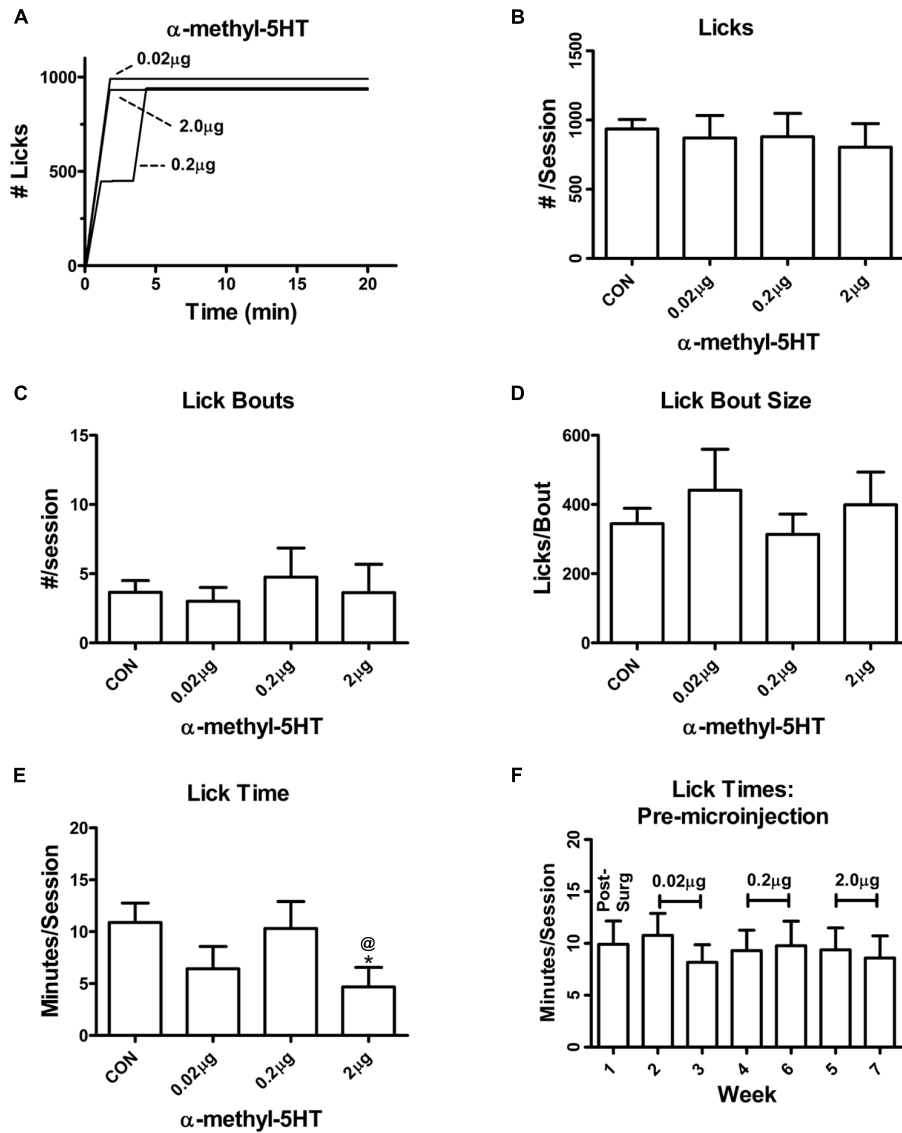 A
α-methyl-5HT
# Licks
1000
500
0
0.02μg
2.0μg
0.2μg
0 5 10 15 20
Time (min)
B
Licks
#/Session
1500
1000
500
0
CON 0.02μg 0.2μg 2μg
α-methyl-5HT
C
Lick Bouts
#/session
15
10
5
0
CON 0.02μg 0.2μg 2μg
α-methyl-5HT
D
Lick Bout Size
Licks/Bout
600
400
200
0
CON 0.02μg 0.2μg 2μg
α-methyl-5HT
E
Lick Time
Minutes/Session
20
15
10
5
0
@
*
CON 0.02μg 0.2μg 2μg
α-methyl-5HT
F
Lick Times:
Pre-microinjection
Minutes/Session
20
15
10
5
0
Post-
Surg
0.02μg
0.2μg
2.0μg
1 2 3 4 6 5 7
Week